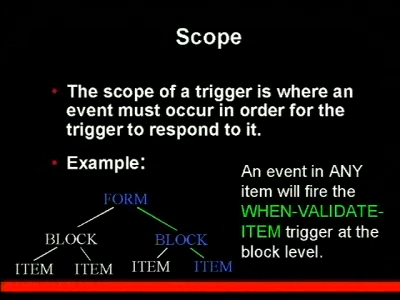 Scope
• The scope of a trigger is where an
event must occur in order for the
trigger to respond to it.
• Example:
An event in ANY
item will fire the
WHEN-VALIDATE-
ITEM trigger at the
block level.
FORM
BLOCK BLOCK
ITEM ITEM ITEM ITEM